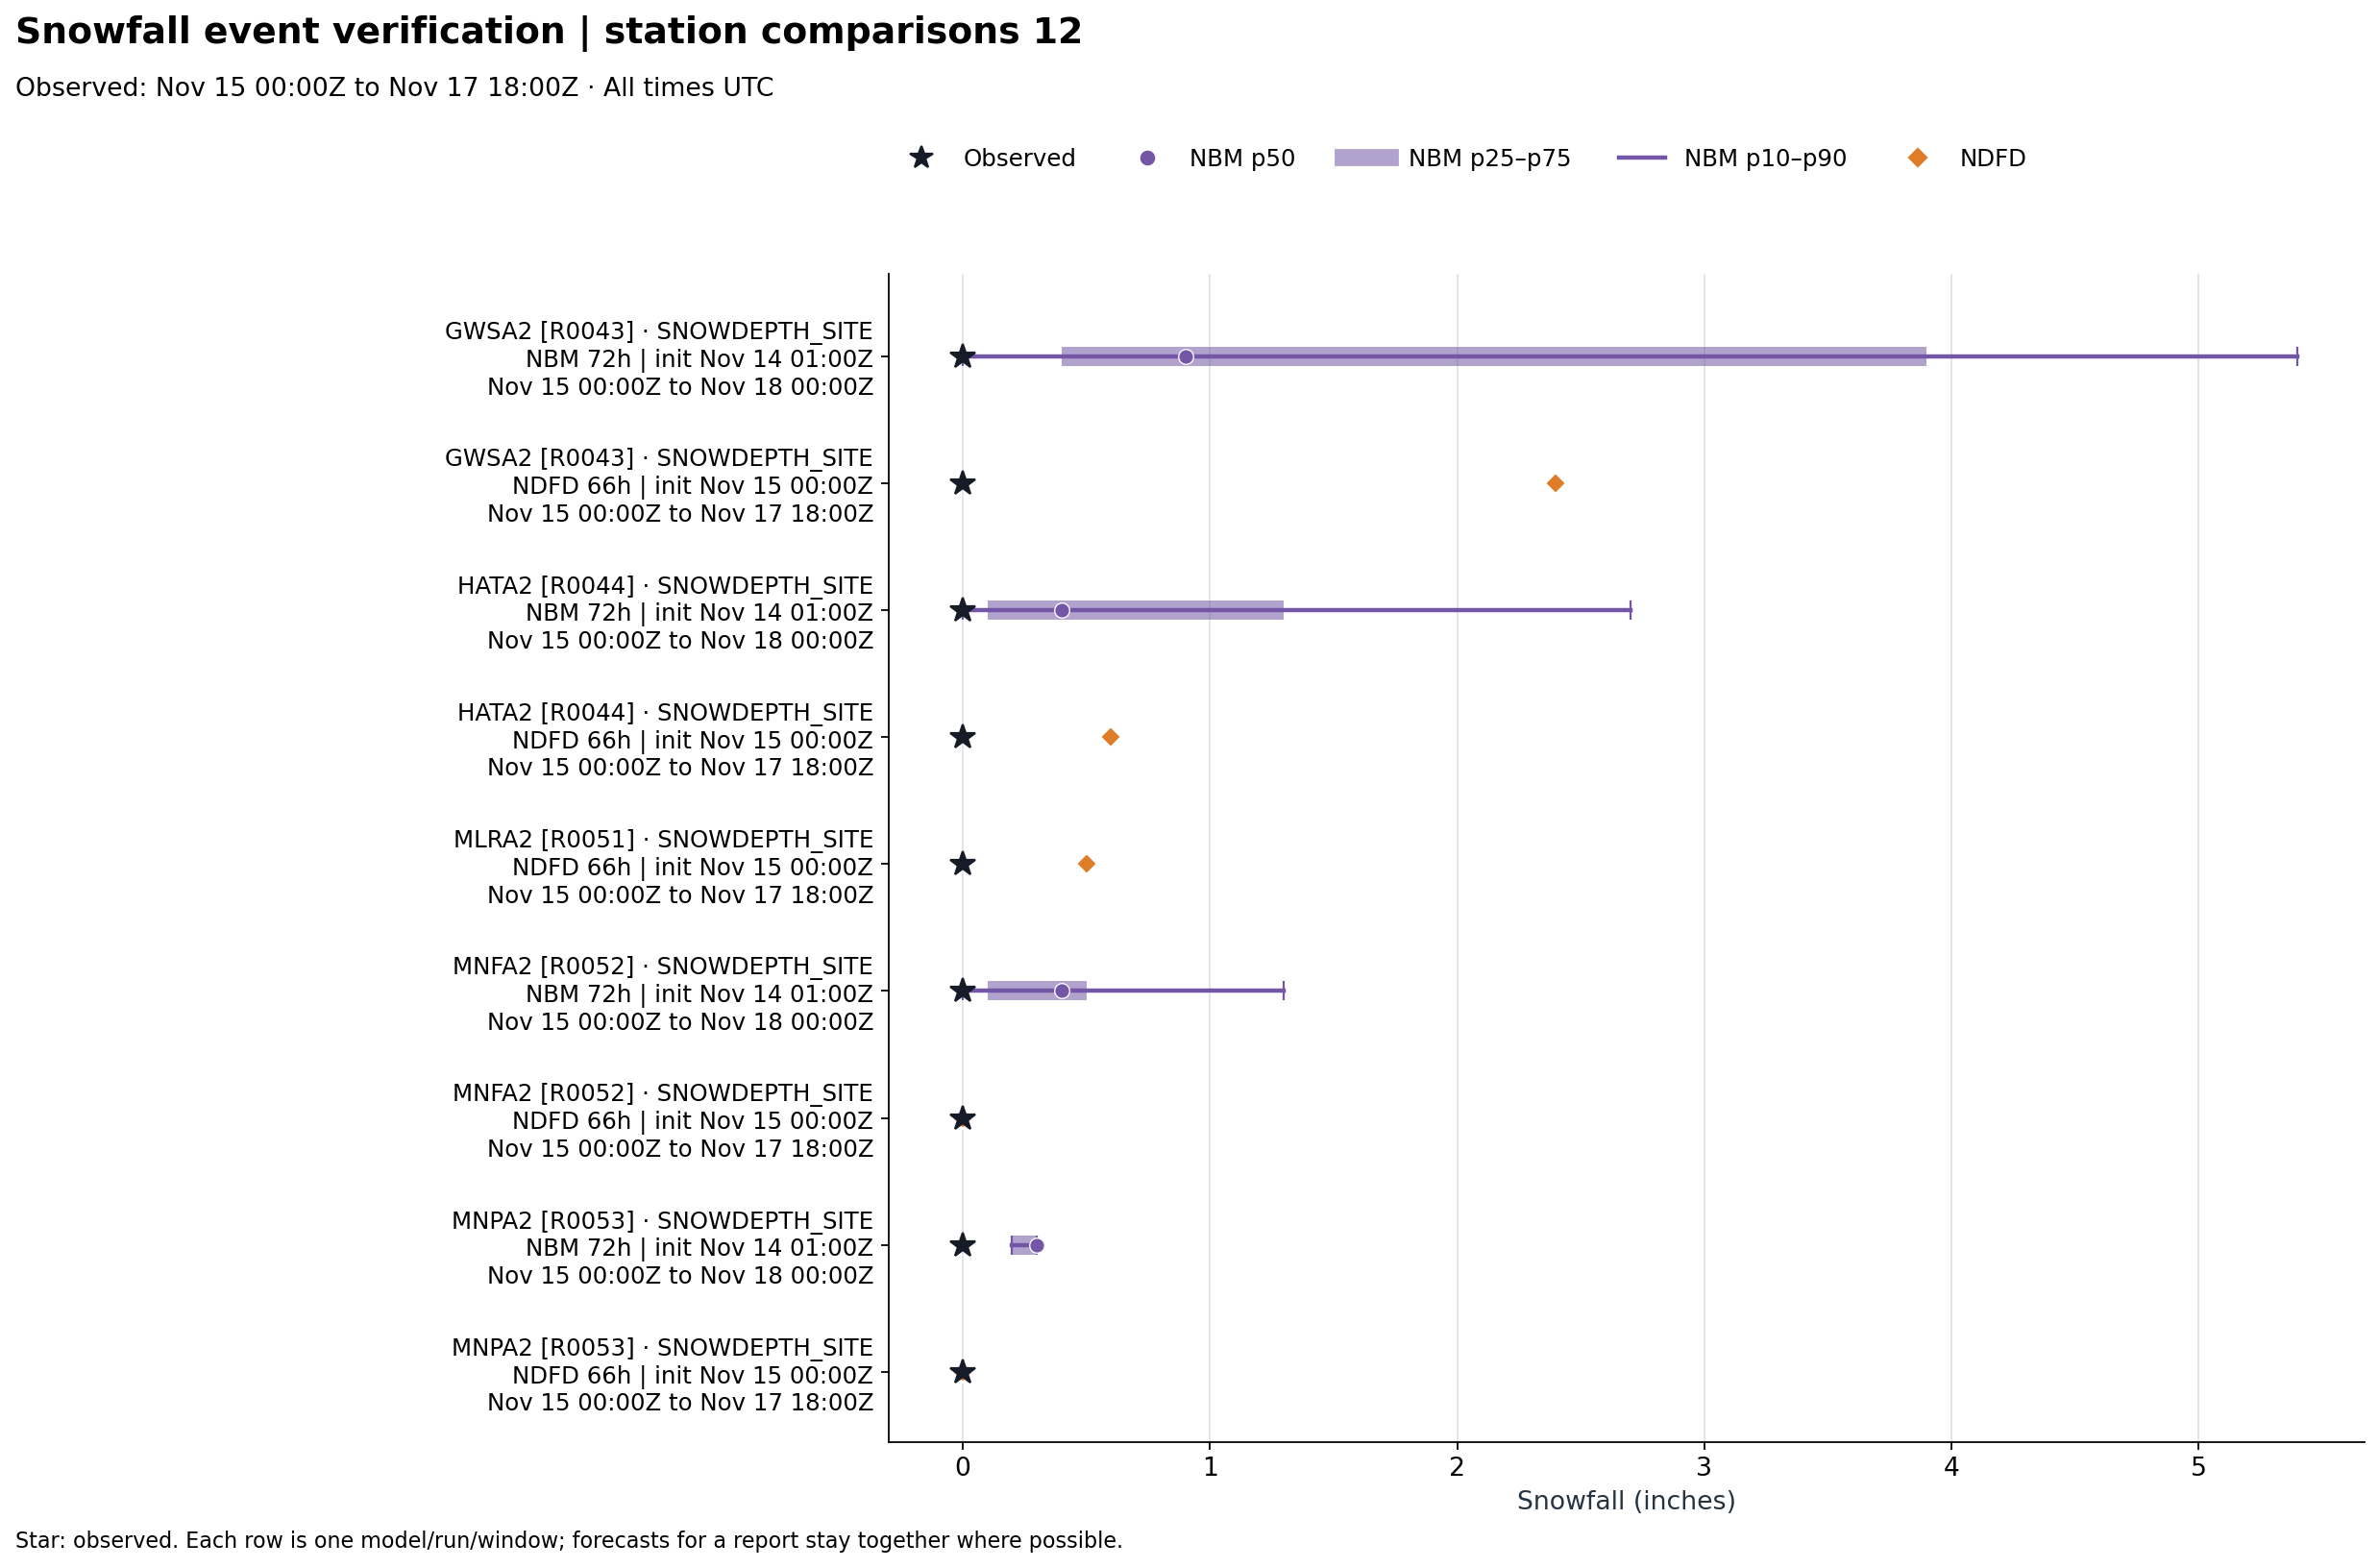 Snowfall event verification | station comparisons 12
Observed: Nov 15 00:00Z to Nov 17 18:00Z · All times UTC
Observed
NBM p50
NBM p25–p75
NBM p10–p90
NDFD
GWSA2 [R0043] · SNOWDEPTH_SITE
NBM 72h | init Nov 14 01:00Z
Nov 15 00:00Z to Nov 18 00:00Z
GWSA2 [R0043] · SNOWDEPTH_SITE
NDFD 66h | init Nov 15 00:00Z
Nov 15 00:00Z to Nov 17 18:00Z
HATA2 [R0044] · SNOWDEPTH_SITE
NBM 72h | init Nov 14 01:00Z
Nov 15 00:00Z to Nov 18 00:00Z
HATA2 [R0044] · SNOWDEPTH_SITE
NDFD 66h | init Nov 15 00:00Z
Nov 15 00:00Z to Nov 17 18:00Z
MLRA2 [R0051] · SNOWDEPTH_SITE
NDFD 66h | init Nov 15 00:00Z
Nov 15 00:00Z to Nov 17 18:00Z
MNFA2 [R0052] · SNOWDEPTH_SITE
NBM 72h | init Nov 14 01:00Z
Nov 15 00:00Z to Nov 18 00:00Z
MNFA2 [R0052] · SNOWDEPTH_SITE
NDFD 66h | init Nov 15 00:00Z
Nov 15 00:00Z to Nov 17 18:00Z
MNPA2 [R0053] · SNOWDEPTH_SITE
NBM 72h | init Nov 14 01:00Z
Nov 15 00:00Z to Nov 18 00:00Z
MNPA2 [R0053] · SNOWDEPTH_SITE
NDFD 66h | init Nov 15 00:00Z
Nov 15 00:00Z to Nov 17 18:00Z
0 1 2 3 4 5
Snowfall (inches)
Star: observed. Each row is one model/run/window; forecasts for a report stay together where possible.